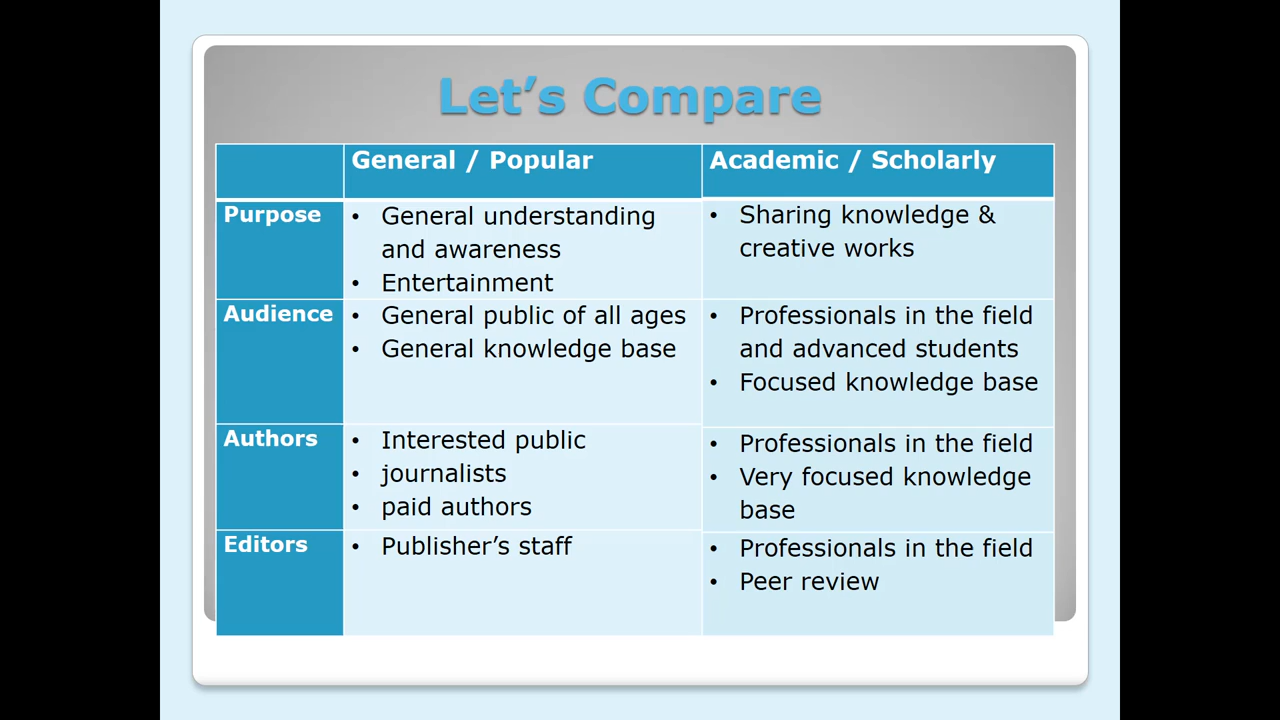 Let’s Compare
General / Popular
Academic / Scholarly
Purpose
• General understanding
and awareness
• Entertainment
• Sharing knowledge &
creative works
Audience
• General public of all ages
• General knowledge base
• Professionals in the field
and advanced students
• Focused knowledge base
Authors
• Interested public
• journalists
• paid authors
• Professionals in the field
• Very focused knowledge
base
Editors
• Publisher’s staff
• Professionals in the field
• Peer review